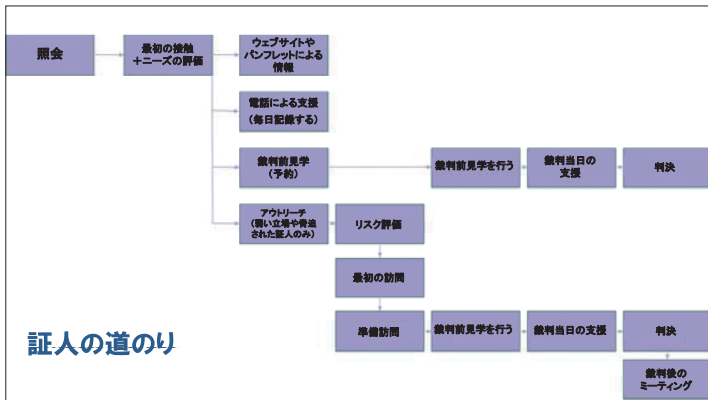 照会
最初の接触
+ニーズの評価
ウェブサイトや
パンフレットによる
情報
電話による支援
(毎日記録する)
裁判前見学
(予約)
裁判前見学を行う
裁判当日の
支援
判決
アウトリーチ
(弱い立場や脅迫
された証人のみ)
リスク評価
最初の訪問
準備訪問
裁判前見学を行う
裁判当日の支援
判決
裁判後の
ミーティング
証人の道のり